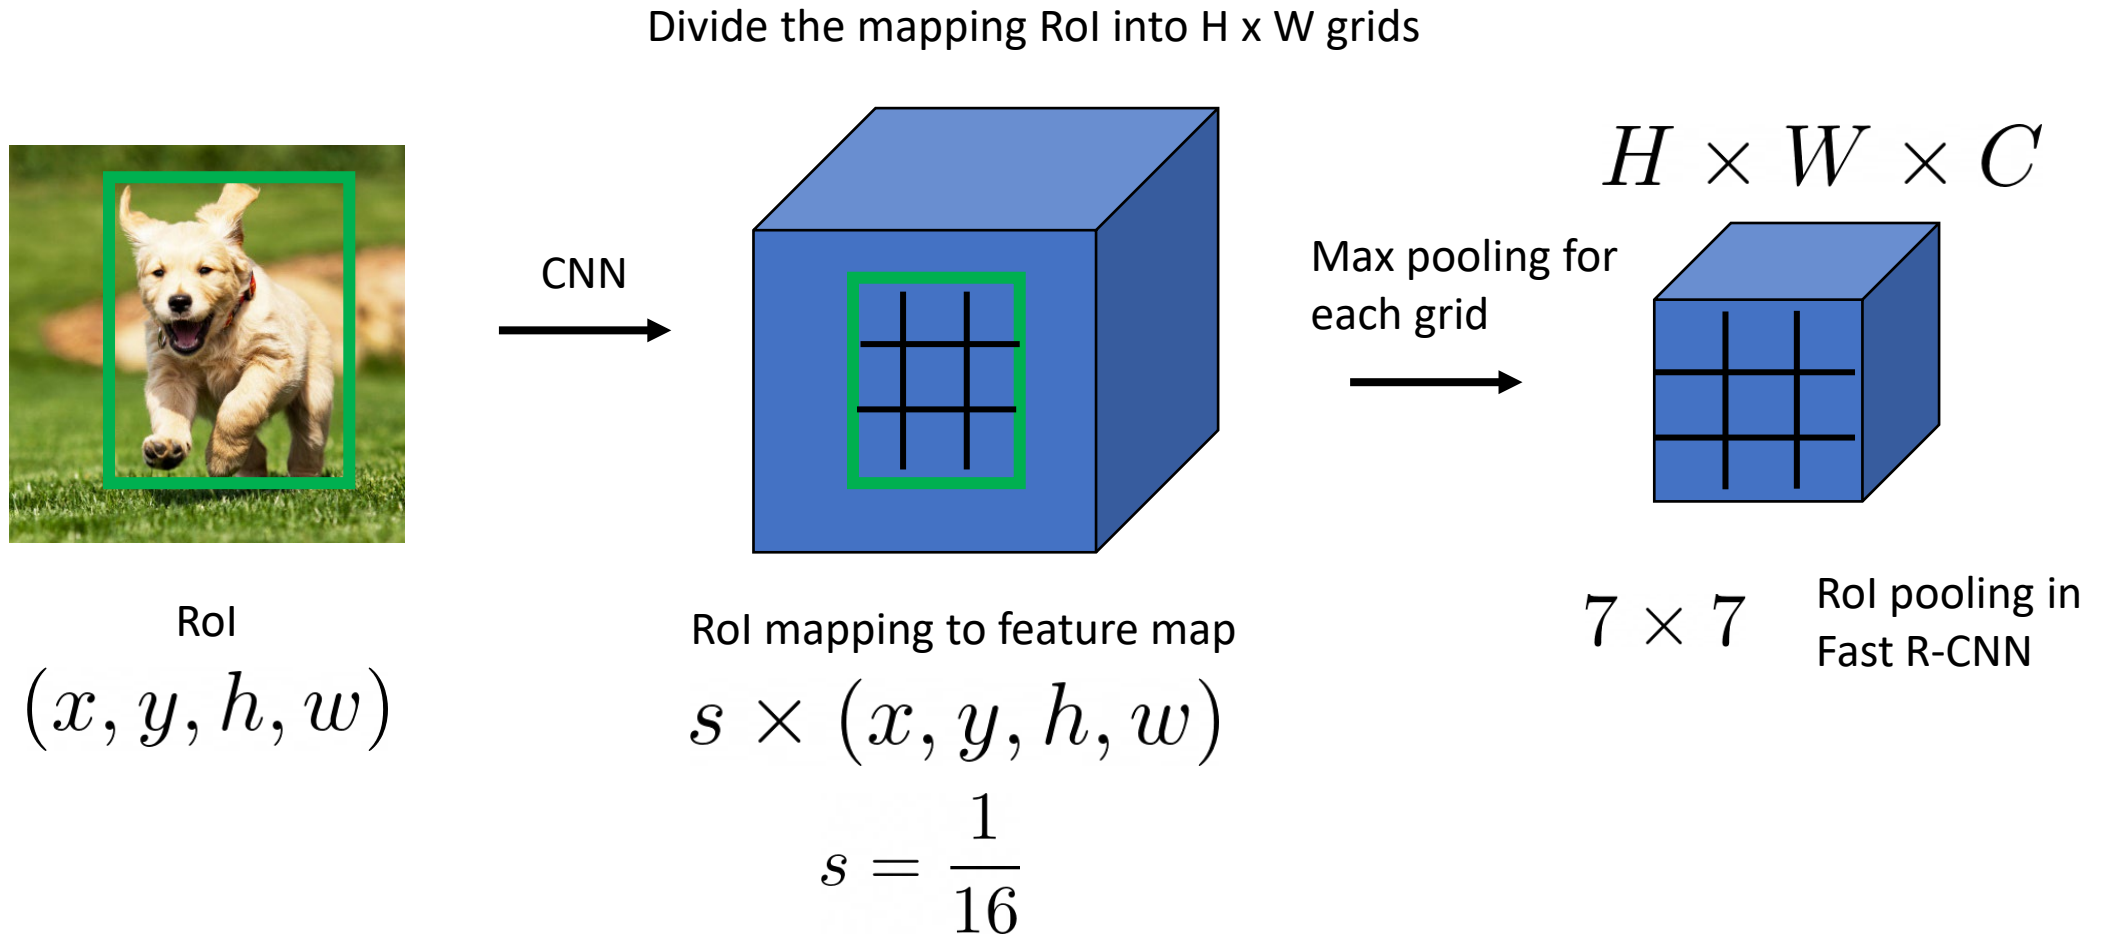 Divide the mapping RoI into H x W grids
CNN
Max pooling for
each grid
H × W × C
RoI
(x, y, h, w)
RoI mapping to feature map
s × (x, y, h, w)
s = 1/16
7 × 7
RoI pooling in
Fast R-CNN